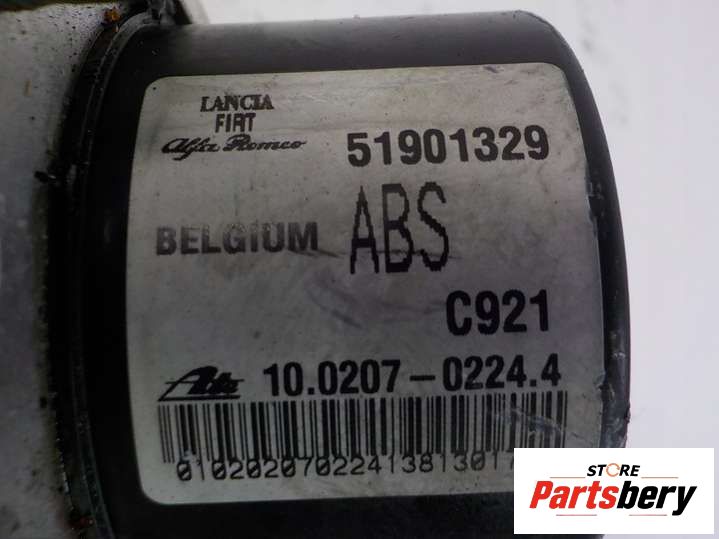 LANCIA
FIAT
Alfa Romeo 51901329
BELGIUM ABS
C921
Ate 10.0207-0224.4
STORE
Partsbery